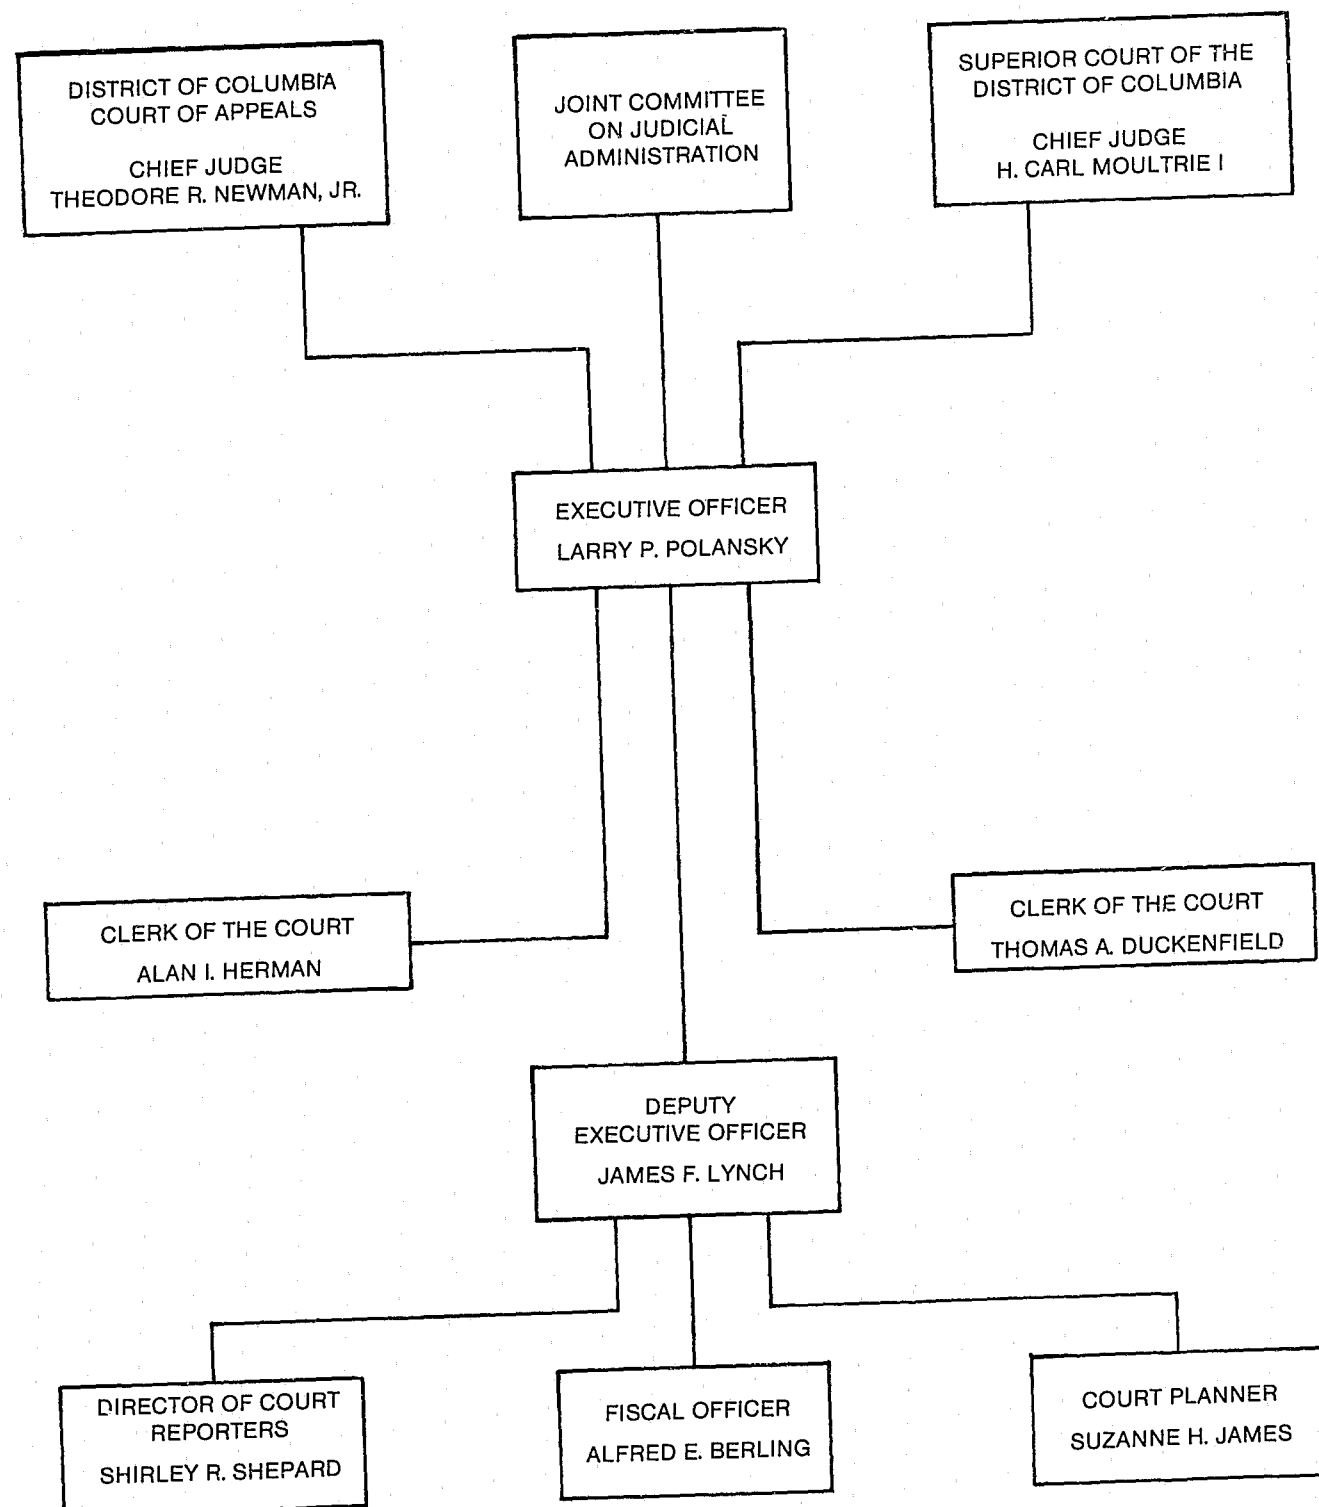 DISTRICT OF COLUMBIA
COURT OF APPEALS
CHIEF JUDGE
THEODORE R. NEWMAN, JR.
JOINT COMMITTEE
ON JUDICIAL
ADMINISTRATION
SUPERIOR COURT OF THE
DISTRICT OF COLUMBIA
CHIEF JUDGE
H. CARL MOULTRIE I
EXECUTIVE OFFICER
LARRY P. POLANSKY
CLERK OF THE COURT
ALAN I. HERMAN
CLERK OF THE COURT
THOMAS A. DUCKENFIELD
DEPUTY
EXECUTIVE OFFICER
JAMES F. LYNCH
DIRECTOR OF COURT
REPORTERS
SHIRLEY R. SHEPARD
FISCAL OFFICER
ALFRED E. BERLING
COURT PLANNER
SUZANNE H. JAMES